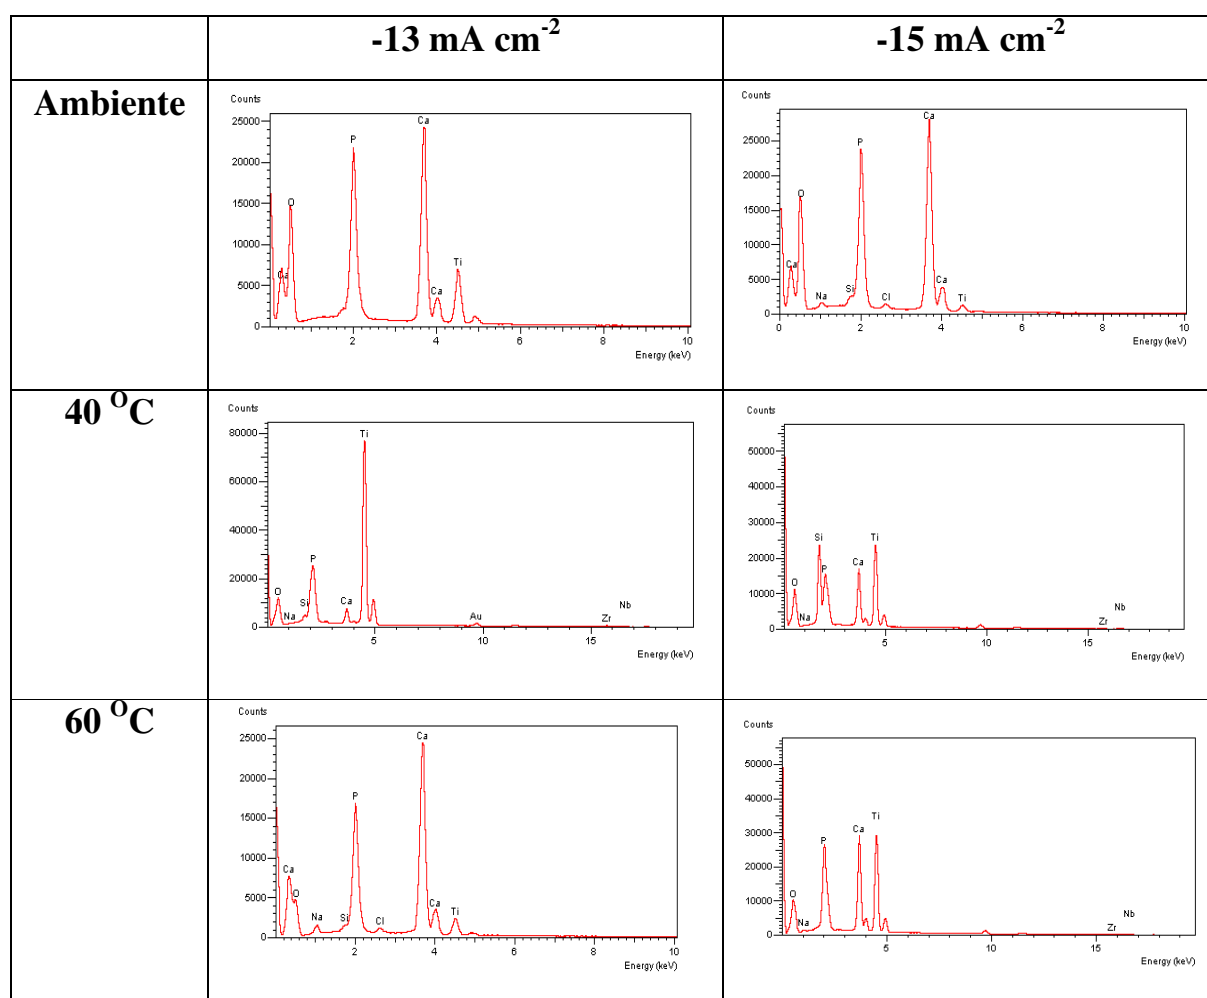 -13 mA cm-2 -15 mA cm-2
Ambiente
Counts
25000
20000
15000
10000
5000
0
Ca
O
P
Ca
Ca
Ti
2 4 6 8 10
Energy (keV)
Counts
25000
20000
15000
10000
5000
0
Ca
O
Na
Si
P
Cl
Ca
Ca
Ti
0 2 4 6 8 10
Energy (keV)
40 OC
Counts
80000
60000
40000
20000
0
O
Na
Si
P
Ca
Ti
Au
Zr
Nb
5 10 15
Energy (keV)
Counts
50000
40000
30000
20000
10000
0
O
Na
Si
P
Ca
Ti
Zr
Nb
5 10 15
Energy (keV)
60 OC
Counts
25000
20000
15000
10000
5000
0
Ca
O
Na
Si
P
Cl
Ca
Ca
Ti
2 4 6 8 10
Energy (keV)
Counts
50000
40000
30000
20000
10000
0
O
Na
P
Ca
Ti
Zr
Nb
5 10 15
Energy (keV)